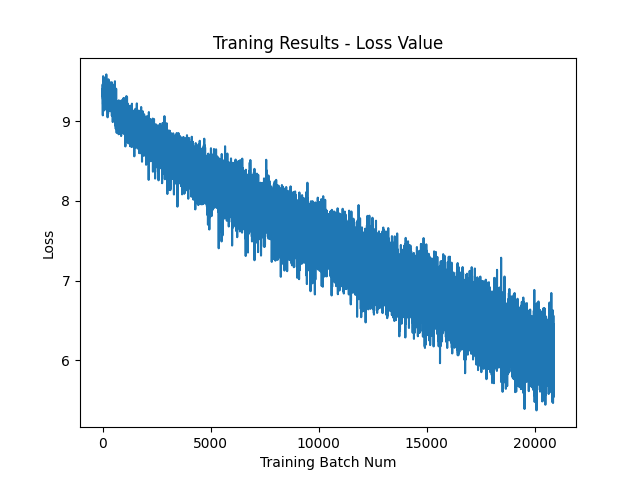 Traning Results - Loss Value
9
8
7
6
Loss
0 5000 10000 15000 20000
Training Batch Num